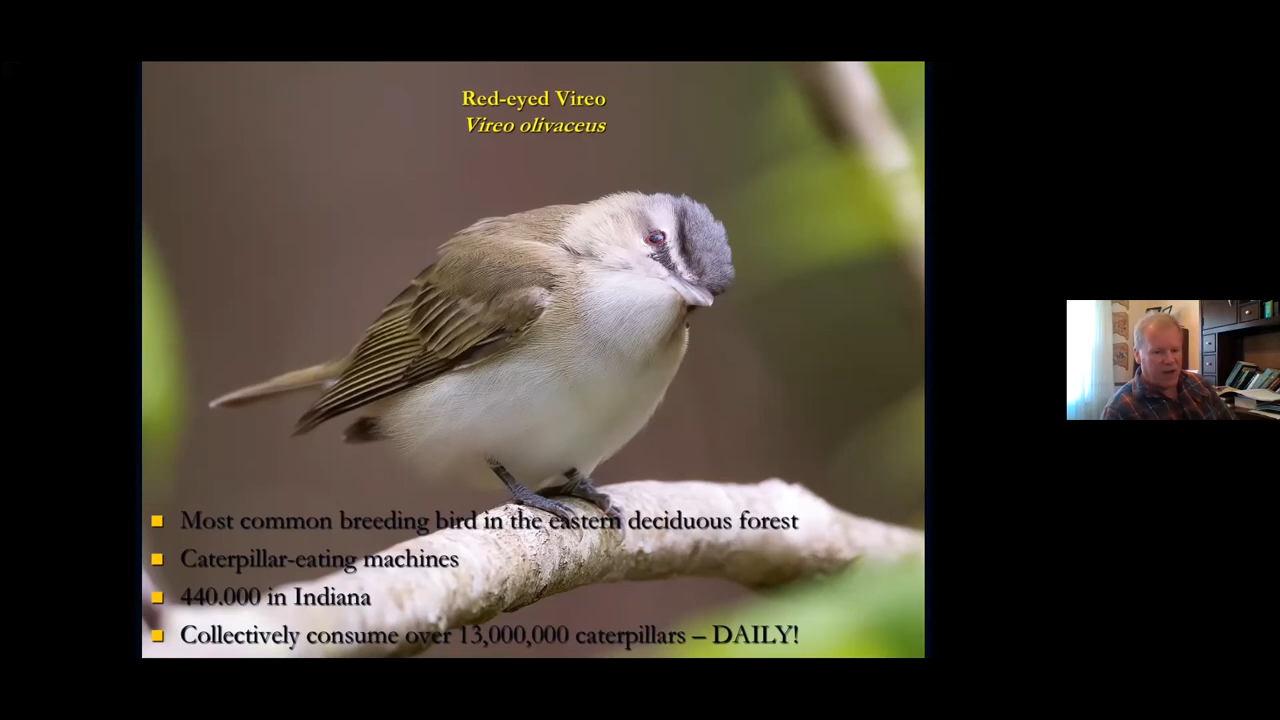 Red-eyed Vireo
Vireo olivaceus
Most common breeding bird in the eastern deciduous forest
Caterpillar-eating machines
440,000 in Indiana
Collectively consume over 13,000,000 caterpillars – DAILY!